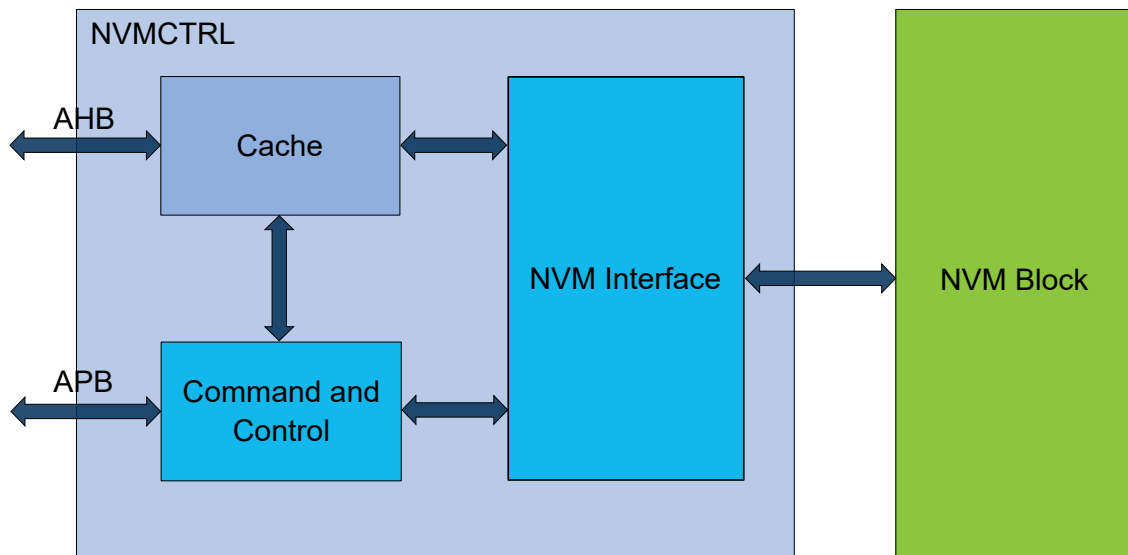 NVMCTRL
AHB
Cache
NVM Interface
NVM Block
APB
Command and
Control